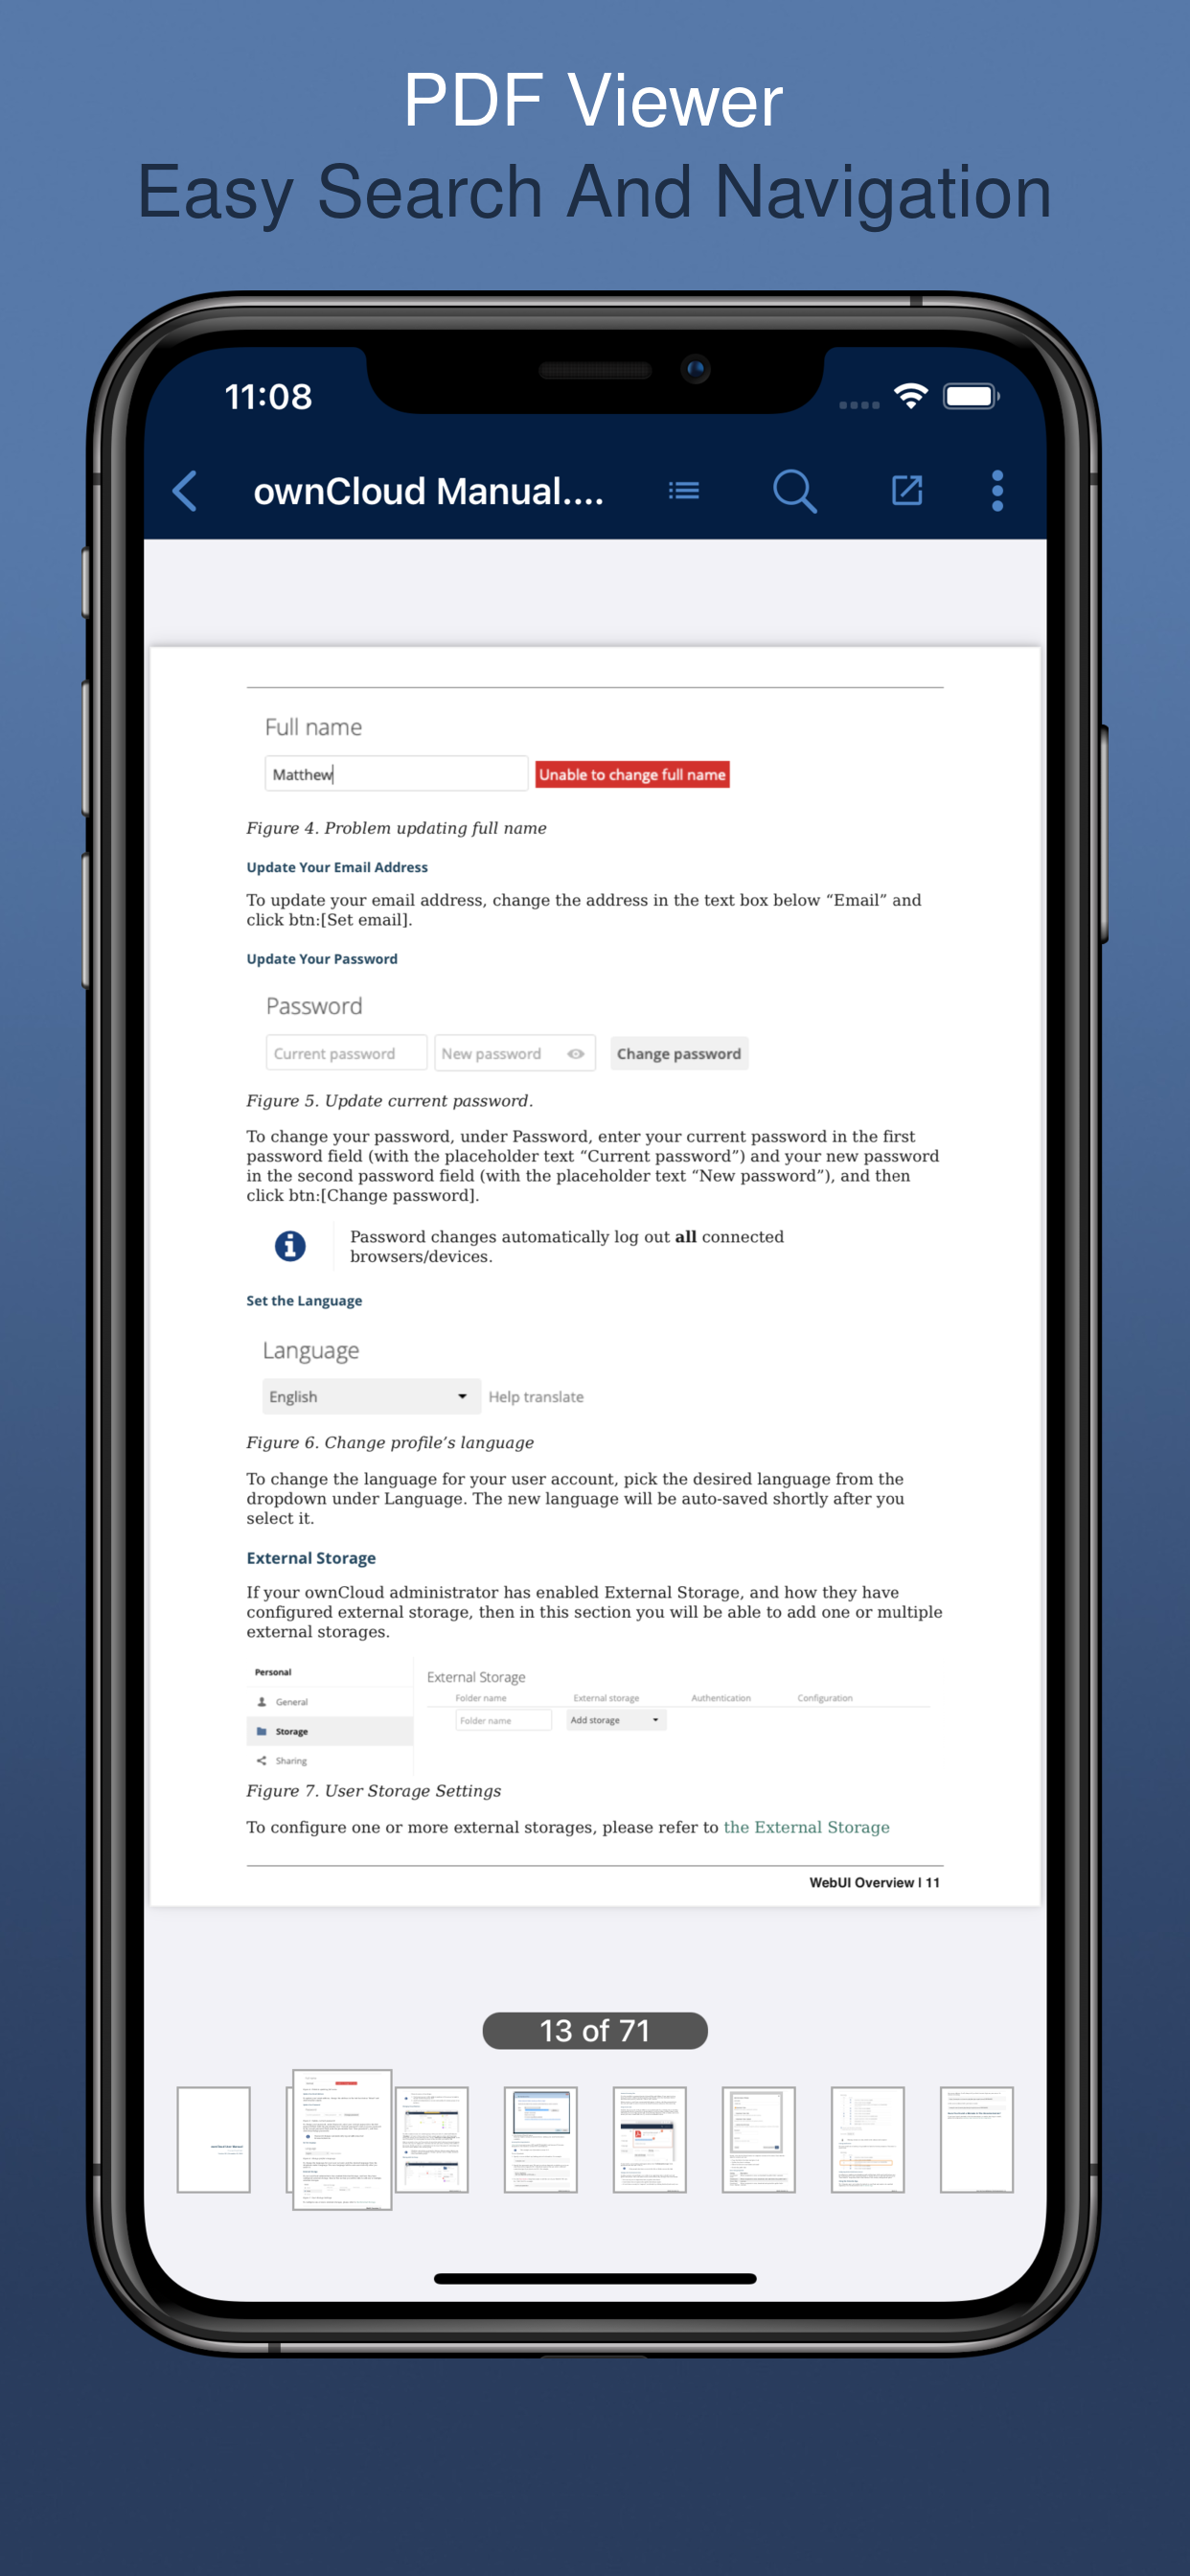 PDF Viewer
Easy Search And Navigation
11:08
ownCloud Manual....
Full name
Matthew
Unable to change full name
Figure 4. Problem updating full name
Update Your Email Address
To update your email address, change the address in the text box below “Email” and
click btn:[Set email].
Update Your Password
Password
Current password
New password
Change password
Figure 5. Update current password.
To change your password, under Password, enter your current password in the first
password field (with the placeholder text “Current password”) and your new password
in the second password field (with the placeholder text “New password”), and then
click btn:[Change password].
Password changes automatically log out all connected
browsers/devices.
Set the Language
Language
English
Help translate
Figure 6. Change profile’s language
To change the language for your user account, pick the desired language from the
dropdown under Language. The new language will be auto-saved shortly after you
select it.
External Storage
If your ownCloud administrator has enabled External Storage, and how they have
configured external storage, then in this section you will be able to add one or multiple
external storages.
Personal
General
Storage
Sharing
External Storage
Folder name External storage Authentication Configuration
Folder name Add storage
Figure 7. User Storage Settings
To configure one or more external storages, please refer to the External Storage
WebUI Overview | 11
13 of 71